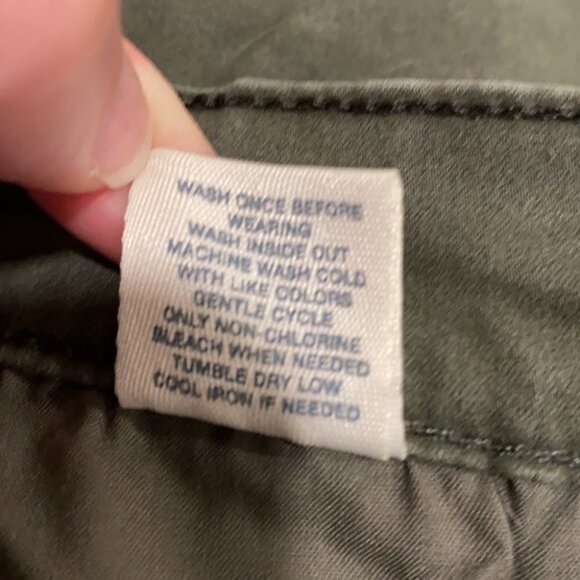 WASH ONCE BEFORE
WEARING
WASH INSIDE OUT
MACHINE WASH COLD
WITH LIKE COLORS
GENTLE CYCLE
ONLY NON-CHLORINE
BLEACH WHEN NEEDED
TUMBLE DRY LOW
COOL IRON IF NEEDED